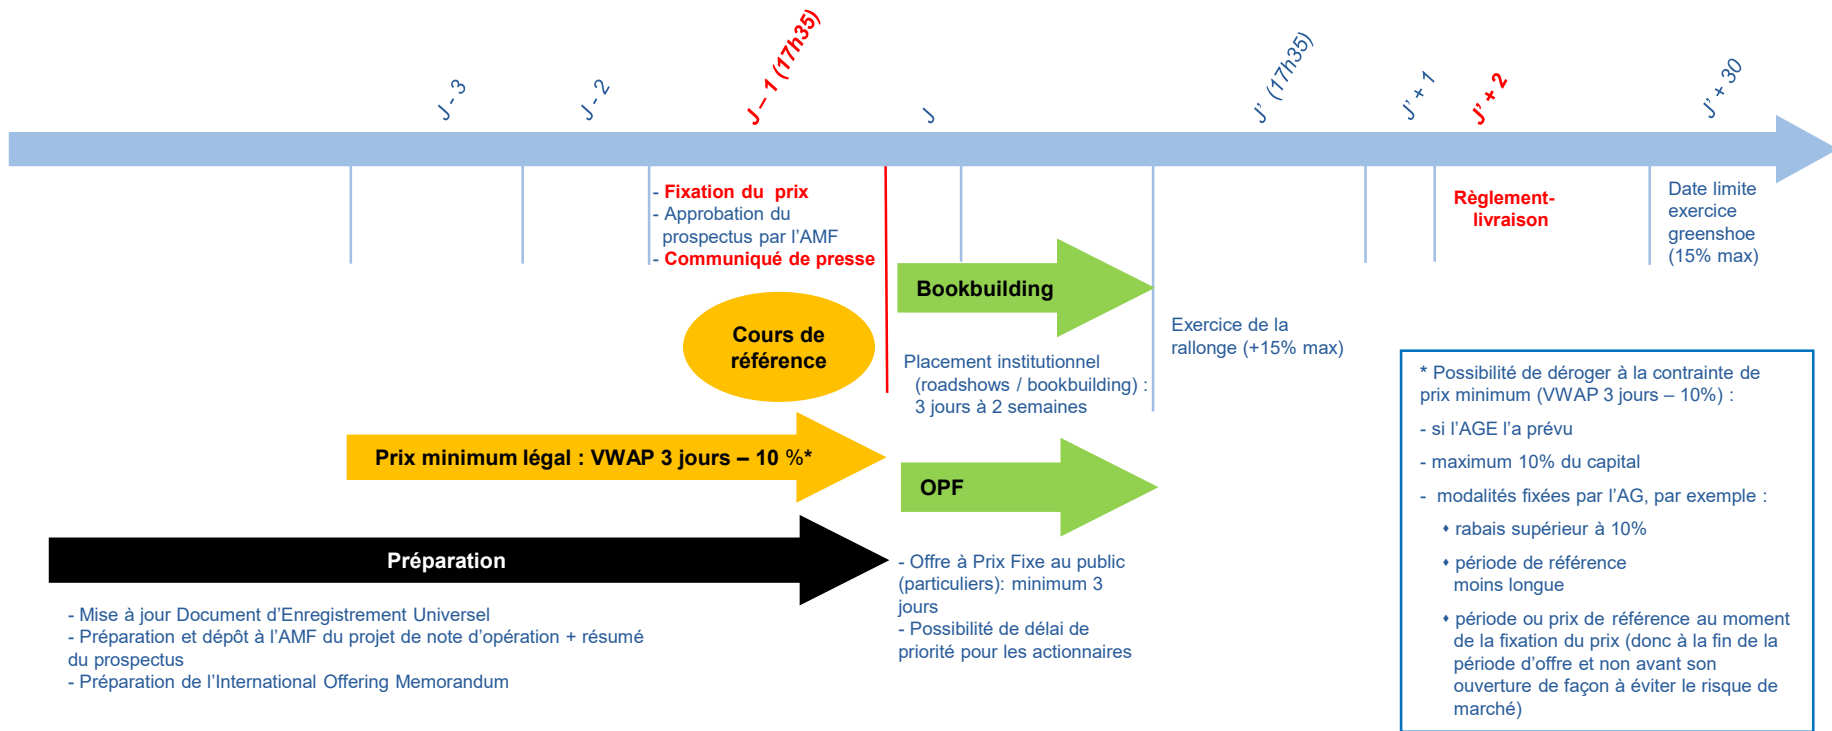 J - 3
J - 2
J – 1 (17h35)
J
J' (17h35)
J' + 1
J' + 2
J' + 30
- Fixation du prix
- Approbation du
prospectus par l'AMF
- Communiqué de presse
Règlement-
livraison
Date limite
exercice
greenshoe
(15% max)
Bookbuilding
Cours de
référence
Exercice de la
rallonge (+15% max)
Placement institutionnel
(roadshows / bookbuilding) :
3 jours à 2 semaines
Prix minimum légal : VWAP 3 jours – 10 %*
OPF
Préparation
- Offre à Prix Fixe au public
(particuliers): minimum 3
jours
- Possibilité de délai de
priorité pour les actionnaires
- Mise à jour Document d'Enregistrement Universel
- Préparation et dépôt à l'AMF du projet de note d'opération + résumé
du prospectus
- Préparation de l'International Offering Memorandum
* Possibilité de déroger à la contrainte de
prix minimum (VWAP 3 jours – 10%) :
- si l'AGE l'a prévu
- maximum 10% du capital
- modalités fixées par l'AG, par exemple :
♦ rabais supérieur à 10%
♦ période de référence
moins longue
♦ période ou prix de référence au moment
de la fixation du prix (donc à la fin de la
période d'offre et non avant son
ouverture de façon à éviter le risque de
marché)